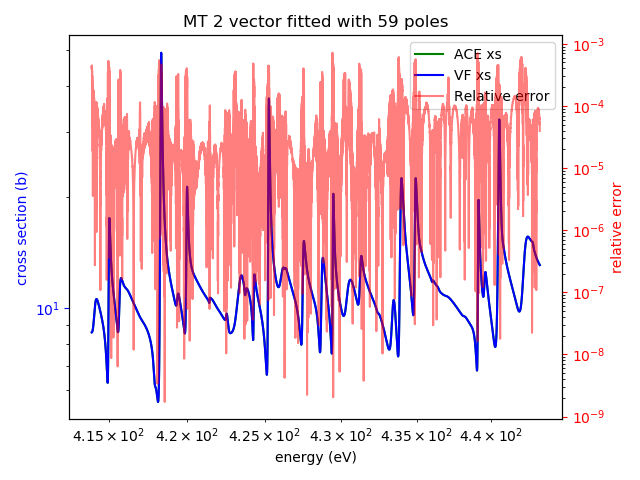 MT 2 vector fitted with 59 poles
ACE xs
VF xs
Relative error
cross section (b)
10¹
10⁻³
10⁻⁴
10⁻⁵
10⁻⁶
10⁻⁷
10⁻⁸
10⁻⁹
relative error
4.15 × 10² 4.2 × 10² 4.25 × 10² 4.3 × 10² 4.35 × 10² 4.4 × 10²
energy (eV)